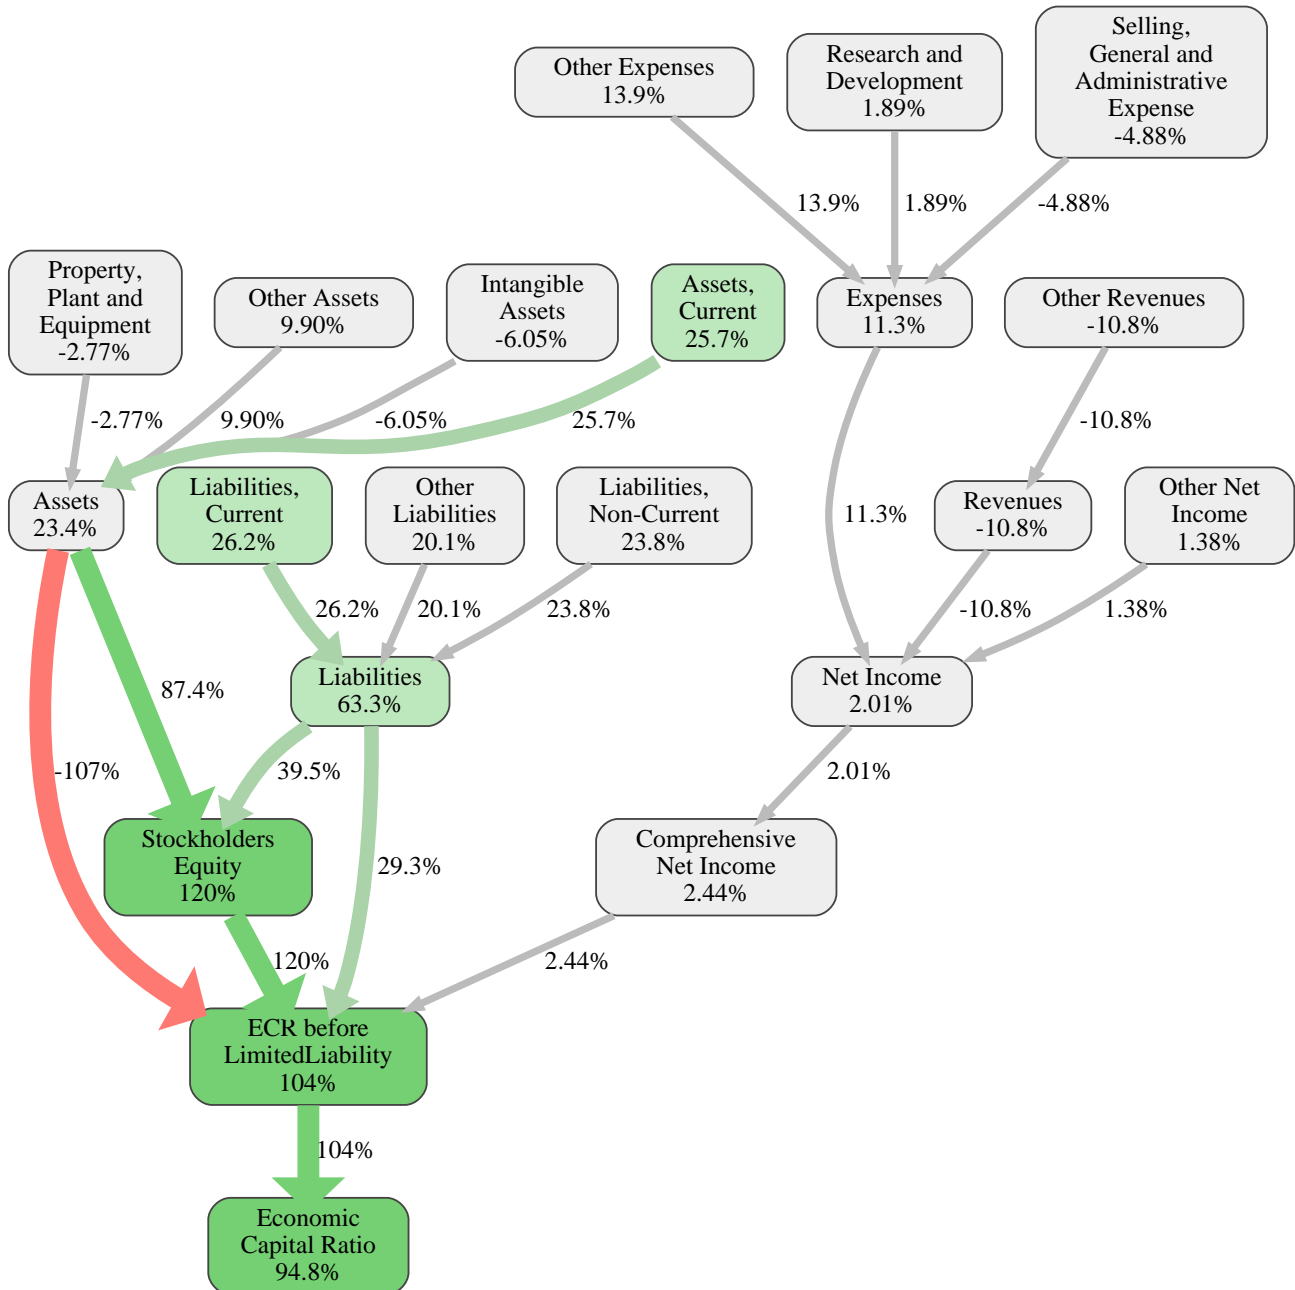 Other Expenses
13.9%
Research and
Development
1.89%
Selling,
General and
Administrative
Expense
-4.88%
13.9%
1.89%
-4.88%
Property,
Plant and
Equipment
-2.77%
Other Assets
9.90%
Intangible
Assets
-6.05%
Assets,
Current
25.7%
Expenses
11.3%
Other Revenues
-10.8%
-2.77%
9.90%
-6.05%
25.7%
-10.8%
Assets
23.4%
Liabilities,
Current
26.2%
Other
Liabilities
20.1%
Liabilities,
Non-Current
23.8%
11.3%
Revenues
-10.8%
Other Net
Income
1.38%
26.2%
20.1%
23.8%
-10.8%
1.38%
87.4%
Liabilities
63.3%
Net Income
2.01%
-107%
39.5%
2.01%
Stockholders
Equity
120%
29.3%
Comprehensive
Net Income
2.44%
120%
2.44%
ECR before
LimitedLiability
104%
104%
Economic
Capital Ratio
94.8%